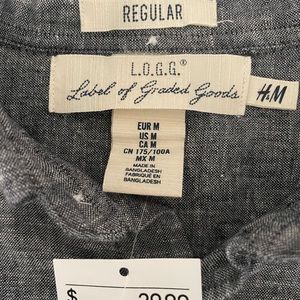 REGULAR
L.O.G.G.®
Label of Graded Goods
H&M
EUR M
US M
CA M
CN 175/100A
MX M
MADE IN
BANGLADESH
FABRIQUÉ EN
BANGLADESH
$